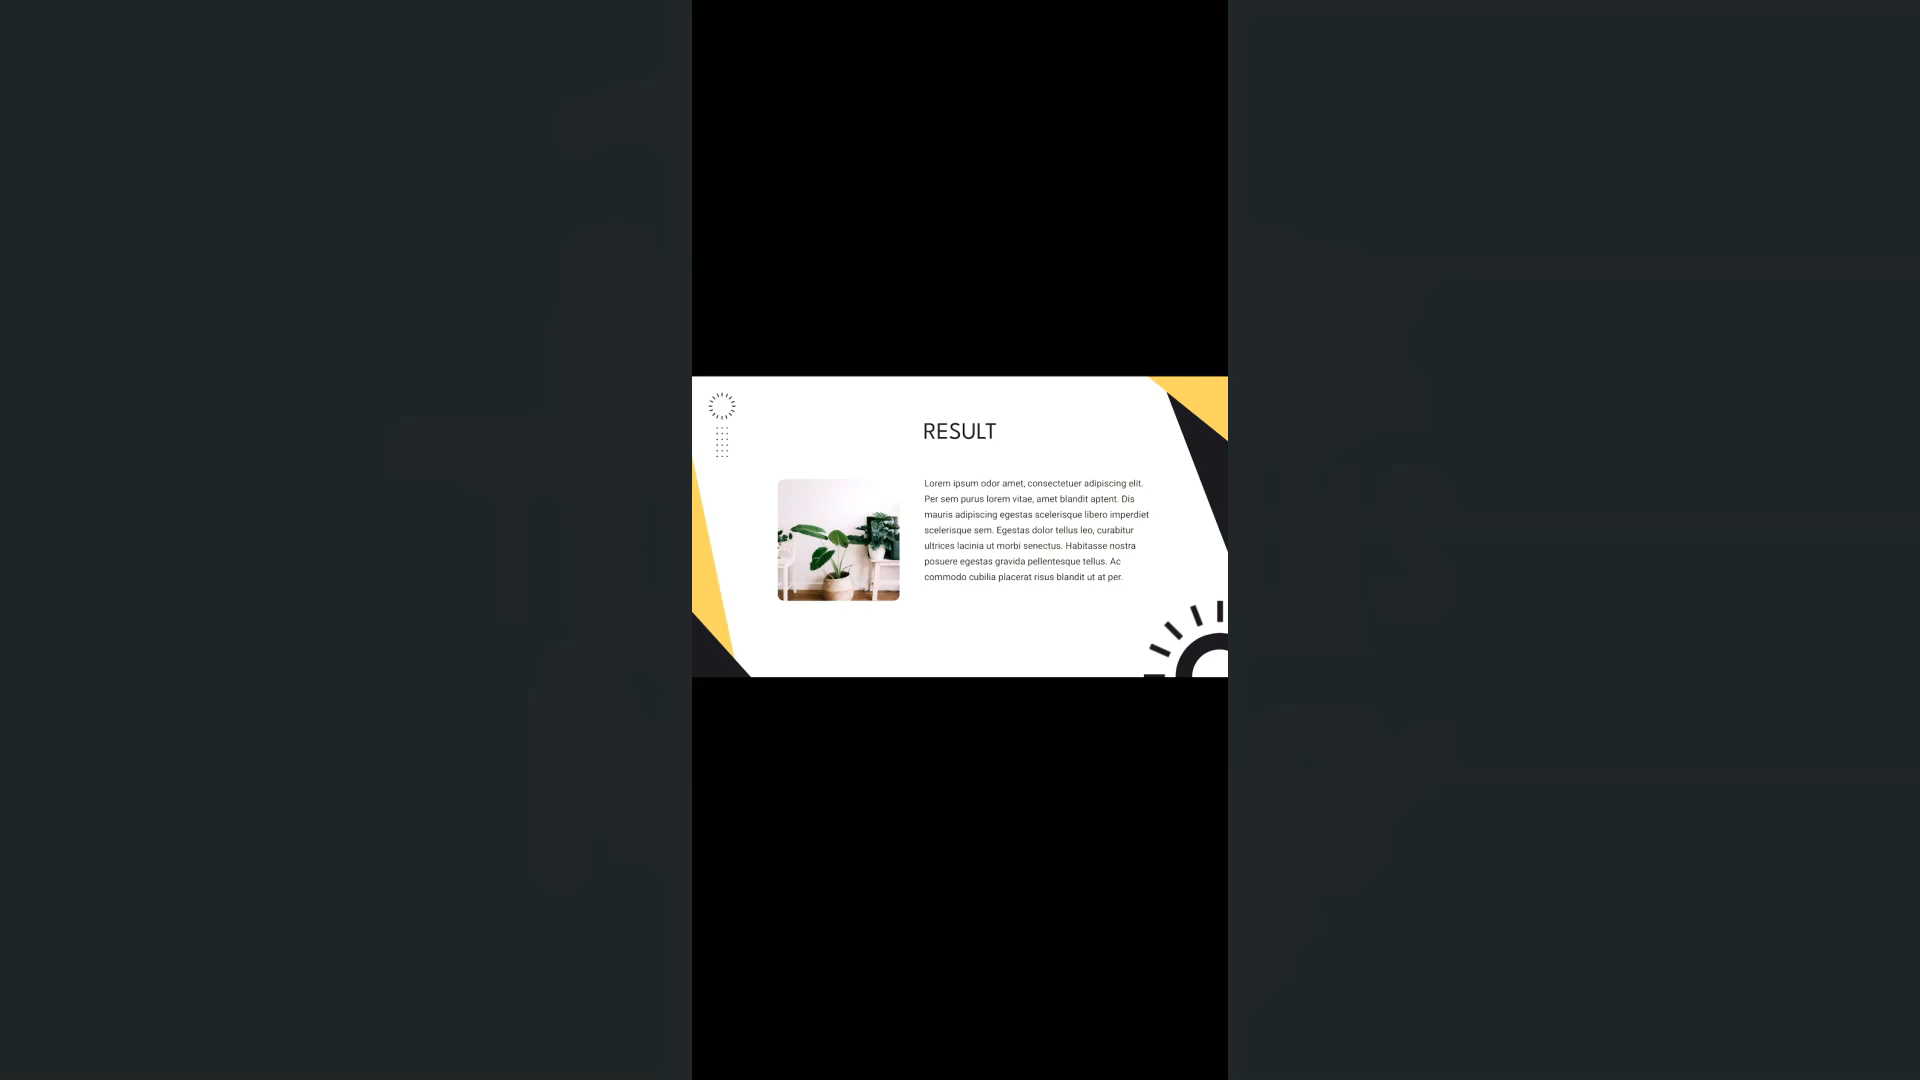 RESULT
Lorem ipsum odor amet, consectetuer adipiscing elit.
Per sem purus lorem vitae, amet blandit aptent. Dis
mauris adipiscing egestas scelerisque libero imperdiet
scelerisque sem. Egestas dolor tellus leo, curabitur
ultrices lacinia ut morbi senectus. Habitasse nostra
posuere egestas gravida pellentesque tellus. Ac
commodo cubilia placerat risus blandit ut at per.